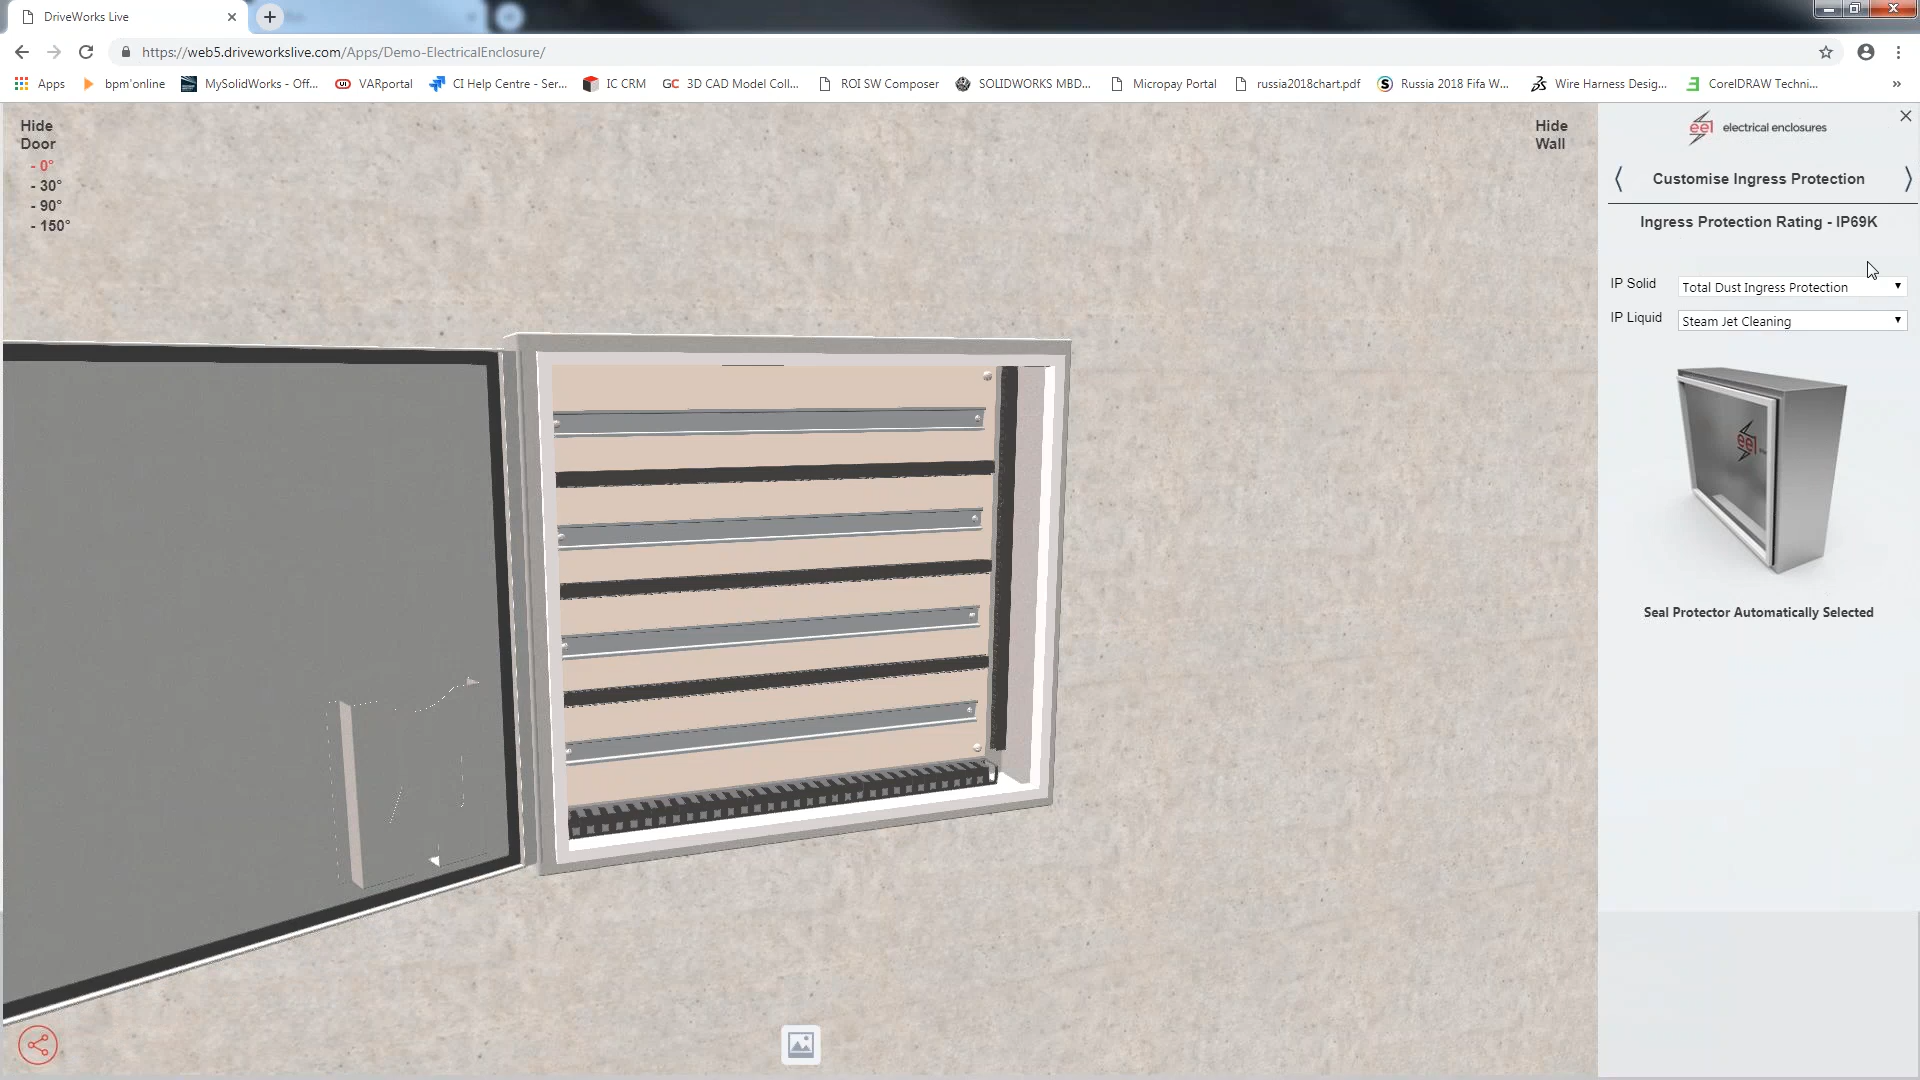 DriveWorks Live
https://web5.driveworkslive.com/Apps/Demo-ElectricalEnclosure/
Apps bpm'online MySolidWorks - Off... VARportal CI Help Centre - Ser... IC CRM GC 3D CAD Model Coll... ROI SW Composer SOLIDWORKS MBD... Micropay Portal russia2018chart.pdf Russia 2018 Fifa W... Wire Harness Desig... CorelDRAW Techni... »
Hide
Door
- 0°
- 30°
- 90°
- 150°
Hide
Wall
eel electrical enclosures
Customise Ingress Protection
Ingress Protection Rating - IP69K
IP Solid Total Dust Ingress Protection
IP Liquid Steam Jet Cleaning
eel
Seal Protector Automatically Selected